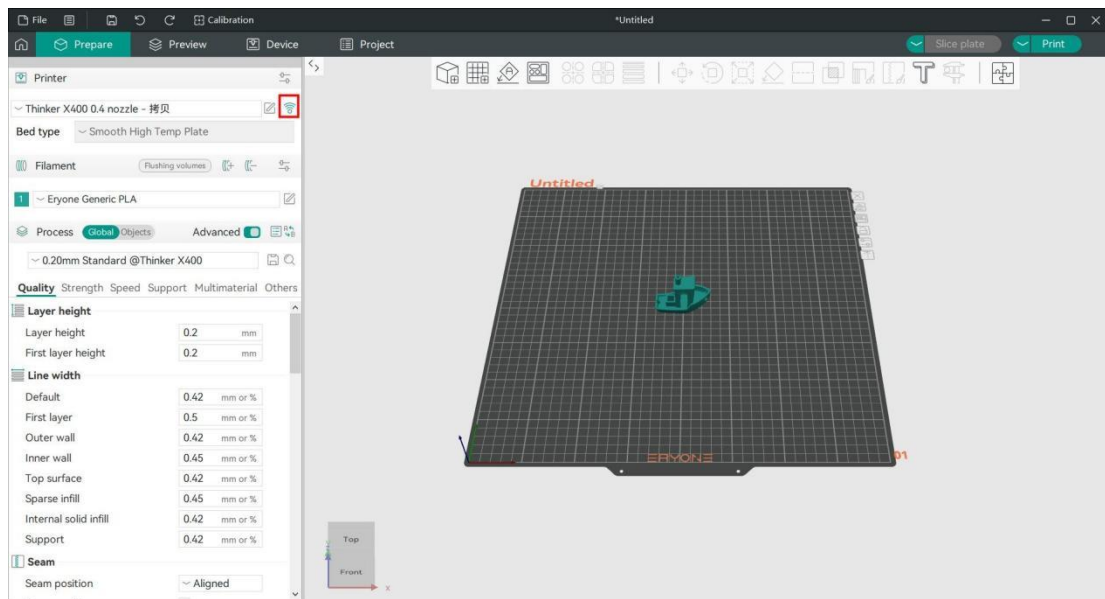 File
Calibration
*Untitled
Prepare
Preview
Device
Project
Slice plate
Print
Printer
Thinker X400 0.4 nozzle - 拷贝
Bed type
Smooth High Temp Plate
Filament
Flushing volumes
1
Eryone Generic PLA
Process
Global
Objects
Advanced
0.20mm Standard @Thinker X400
Quality Strength Speed Support Multimaterial Others
Layer height
Layer height 0.2 mm
First layer height 0.2 mm
Line width
Default 0.42 mm or %
First layer 0.5 mm or %
Outer wall 0.42 mm or %
Inner wall 0.45 mm or %
Top surface 0.42 mm or %
Sparse infill 0.45 mm or %
Internal solid infill 0.42 mm or %
Support 0.42 mm or %
Seam
Seam position Aligned
Untitled
ERYONE
01
Top
Front
x